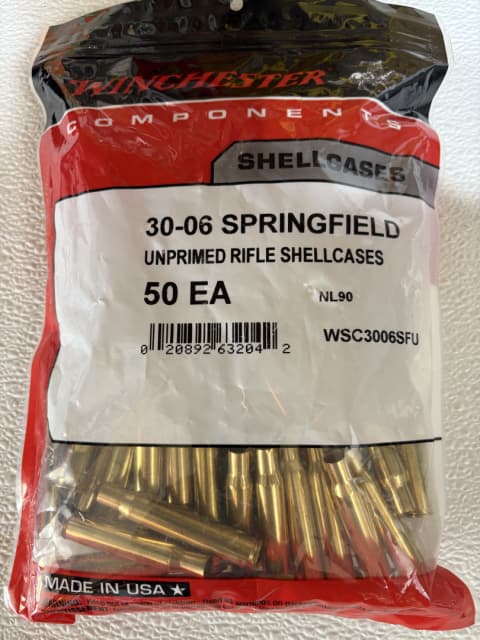 WINCHESTER
COMPONENTS
SHELLCASES
30-06 SPRINGFIELD
UNPRIMED RIFLE SHELLCASES
50 EA
NL90
WSC3006SFU
0 20892 63204 2
MADE IN USA ★
WARNING: